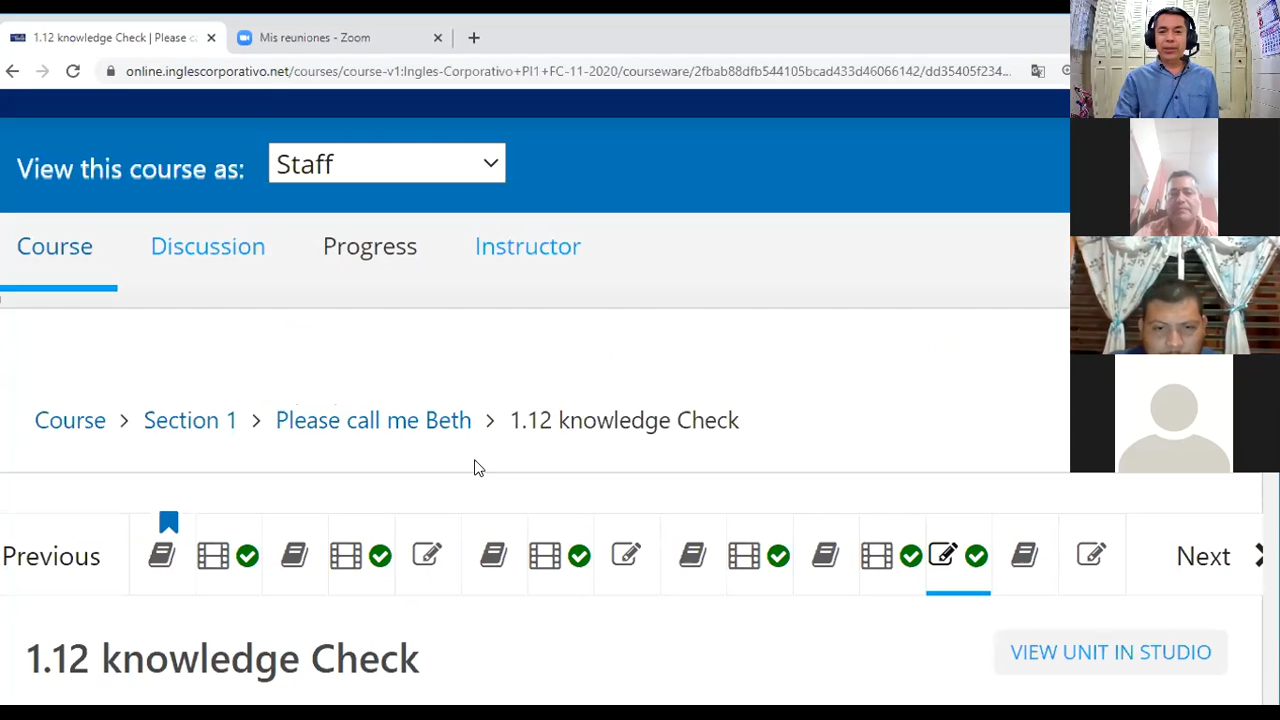 1.12 knowledge Check | Please ca
Mis reuniones - Zoom
online.inglescorporativo.net/courses/course-v1:Ingles-Corporativo+PI1+FC-11-2020/courseware/2fbab88dfb544105bcad433d46066142/dd35405f234...
View this course as:
Staff
Course
Discussion
Progress
Instructor
Course > Section 1 > Please call me Beth > 1.12 knowledge Check
Previous
Next
1.12 knowledge Check
VIEW UNIT IN STUDIO